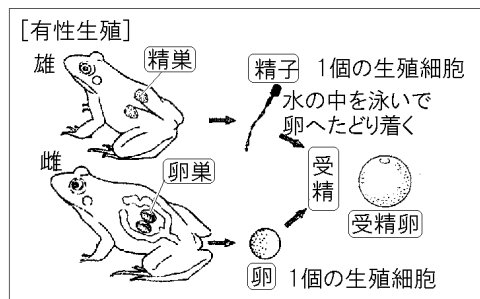 [有性生殖]
雄
精巣
精子 1個の生殖細胞
水の中を泳いで
卵へたどり着く
雌
卵巣
受精
受精卵
卵 1個の生殖細胞